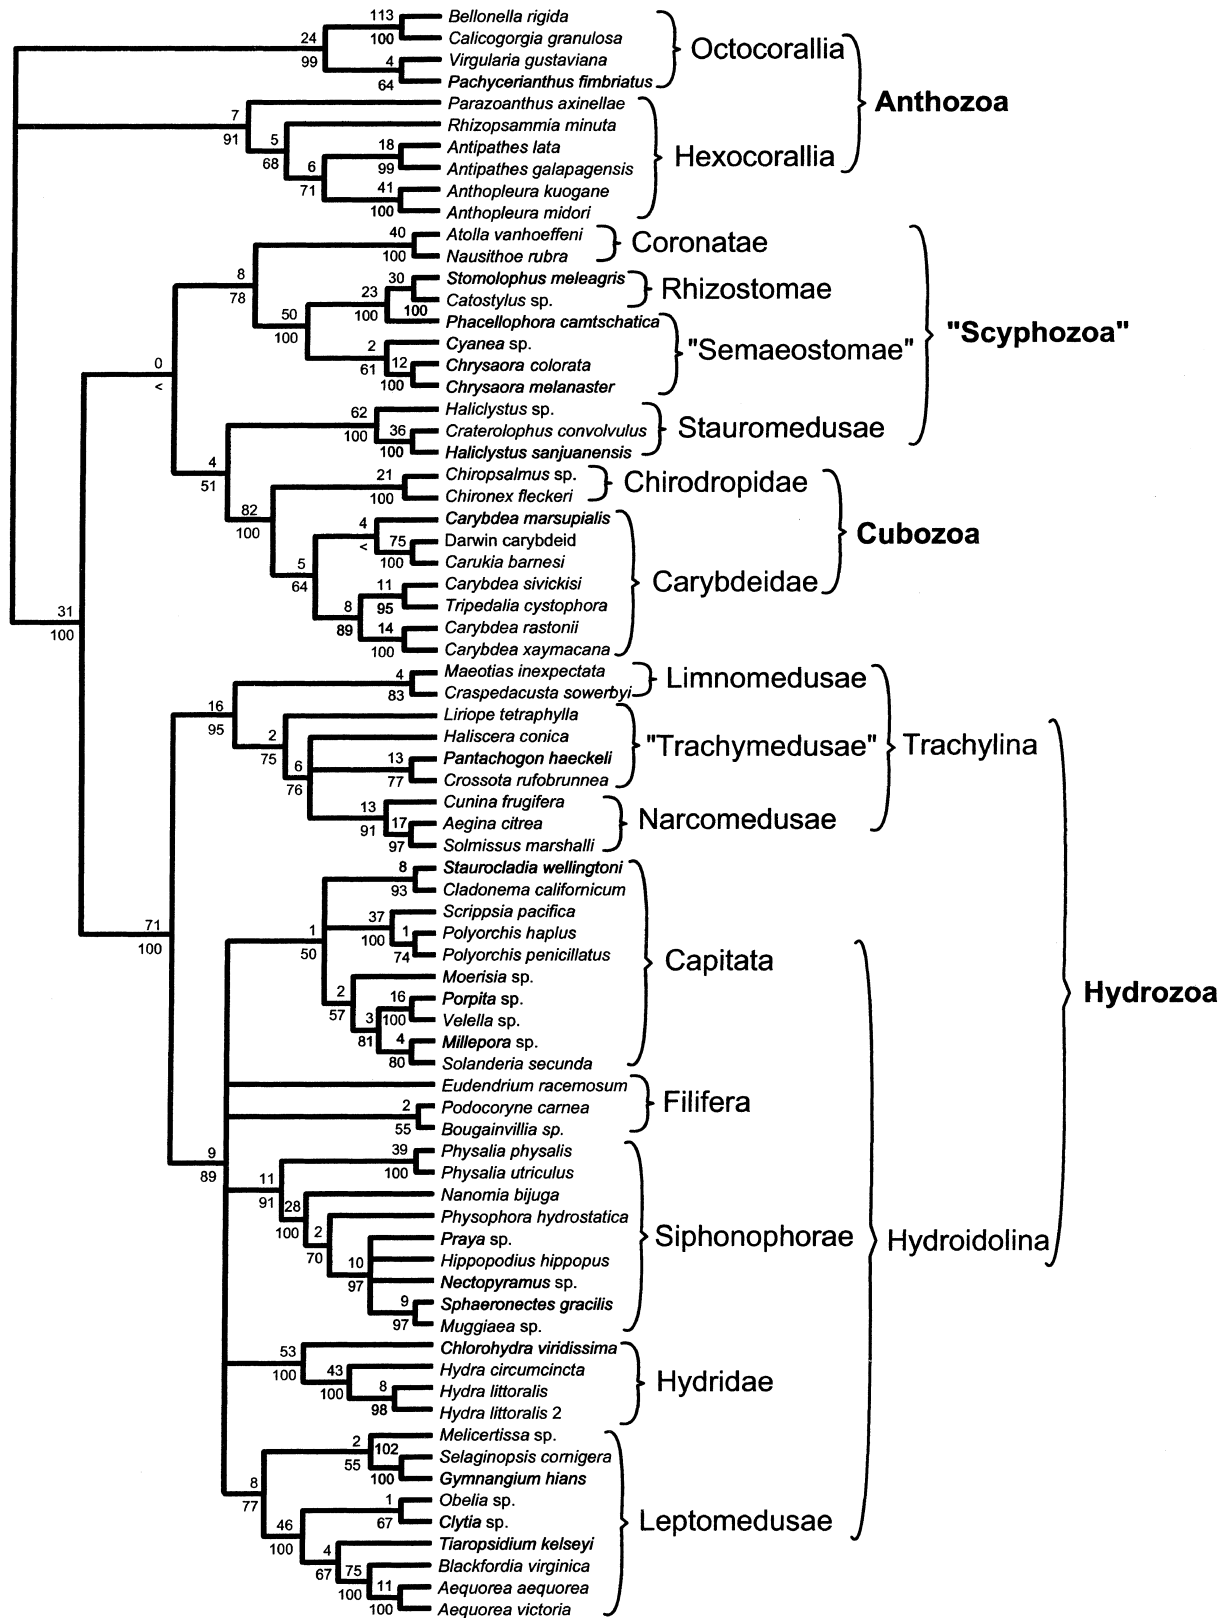 113
Bellonella rigida
24
100
Calicogorgia granulosa
Octocorallia
99
4
Virgularia gustaviana
64
Pachycerianthus fimbriatus
Anthozoa
7
Parazoanthus axinellae
91
5
Rhizopsammia minuta
68
18
Antipathes lata
Hexocorallia
6
99
Antipathes galapagensis
71
41
Anthopleura kuogane
100
Anthopleura midori
40
Atolla vanhoeffeni
Coronatae
100
Nausithoe rubra
8
78
30
Stomolophus meleagris
Rhizostomae
23
100
Catostylus sp.
100
Phacellophora camtschatica
50
100
"Scyphozoa"
2
Cyanea sp.
"Semaeostomae"
61
12
Chrysaora colorata
100
Chrysaora melanaster
0
<
62
Haliclystus sp.
100
36
Craterolophus convolvulus
Stauromedusae
100
Haliclystus sanjuanensis
4
51
21
Chiropsalmus sp.
Chirodropidae
100
Chironex fleckeri
82
100
4
Carybdea marsupialis
Cubozoa
<
75
Darwin carybdeid
100
Carukia barnesi
5
64
11
Carybdea sivickisi
Carybdeidae
95
Tripedalia cystophora
8
89
14
Carybdea rastonii
100
Carybdea xaymacana
31
100
4
Maeotias inexpectata
Limnomedusae
83
Craspedacusta sowerbyi
16
95
Liriope tetraphylla
2
75
Haliscera conica
"Trachymedusae"
Trachylina
6
76
13
Pantachogon haeckeli
77
Crossota rufobrunnea
13
Cunina frugifera
91
17
Aegina citrea
Narcomedusae
97
Solmissus marshalli
71
100
8
Staurocladia wellingtoni
93
Cladonema californicum
37
Scrippsia pacifica
100
1
Polyorchis haplus
74
Polyorchis penicillatus
1
50
Capitata
Moerisia sp.
2
57
16
Porpita sp.
100
Velella sp.
3
81
4
Millepora sp.
80
Solanderia secunda
Hydrozoa
Eudendrium racemosum
2
Podocoryne carnea
Filifera
55
Bougainvillia sp.
9
89
39
Physalia physalis
100
Physalia utriculus
11
91
28
Nanomia bijuga
100
2
Physophora hydrostatica
70
Praya sp.
Siphonophorae
Hydroidolina
10
97
Hippopodius hippopus
Nectopyramus sp.
9
Sphaeronectes gracilis
97
Muggiaea sp.
53
Chlorohydra viridissima
100
43
Hydra circumcincta
Hydridae
100
8
Hydra littoralis
98
Hydra littoralis 2
2
Melicertissa sp.
55
102
Selaginopsis cornigera
100
Gymnangium hians
8
77
1
Obelia sp.
67
Clytia sp.
Leptomedusae
46
100
4
Tiaropsidium kelseyi
67
75
Blackfordia virginica
100
11
Aequorea aequorea
100
Aequorea victoria